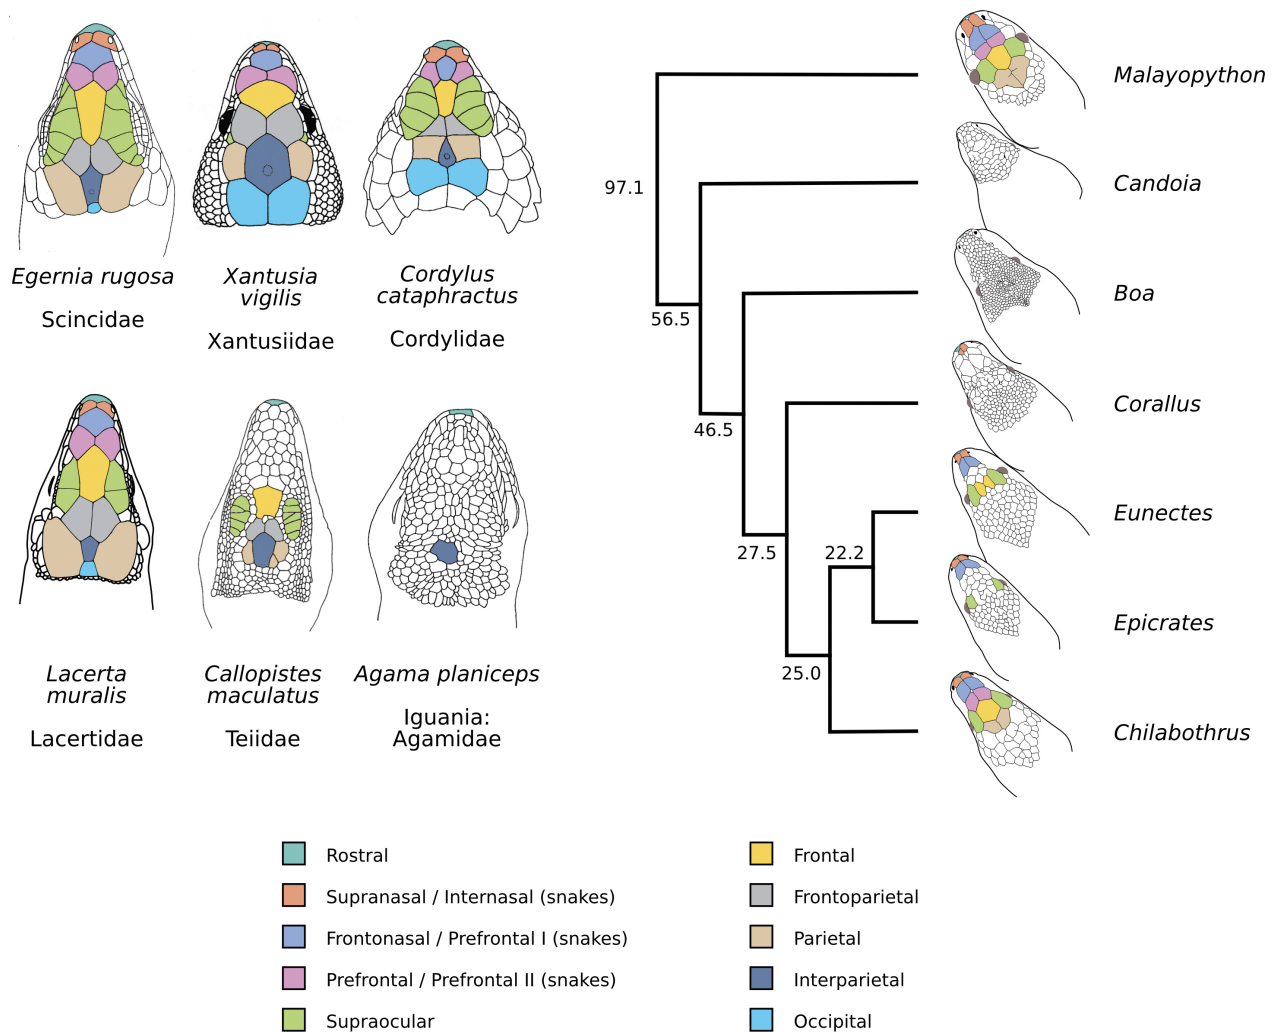 Egernia rugosa
Scincidae
Xantusia
vigilis
Xantusiidae
Cordylus
cataphractus
Cordylidae
Lacerta
muralis
Lacertidae
Callopistes
maculatus
Teiidae
Agama planiceps
Iguania:
Agamidae
97.1
56.5
46.5
27.5
22.2
25.0
Malayopython
Candoia
Boa
Corallus
Eunectes
Epicrates
Chilabothrus
Rostral
Supranasal / Internasal (snakes)
Frontonasal / Prefrontal I (snakes)
Prefrontal / Prefrontal II (snakes)
Supraocular
Frontal
Frontoparietal
Parietal
Interparietal
Occipital